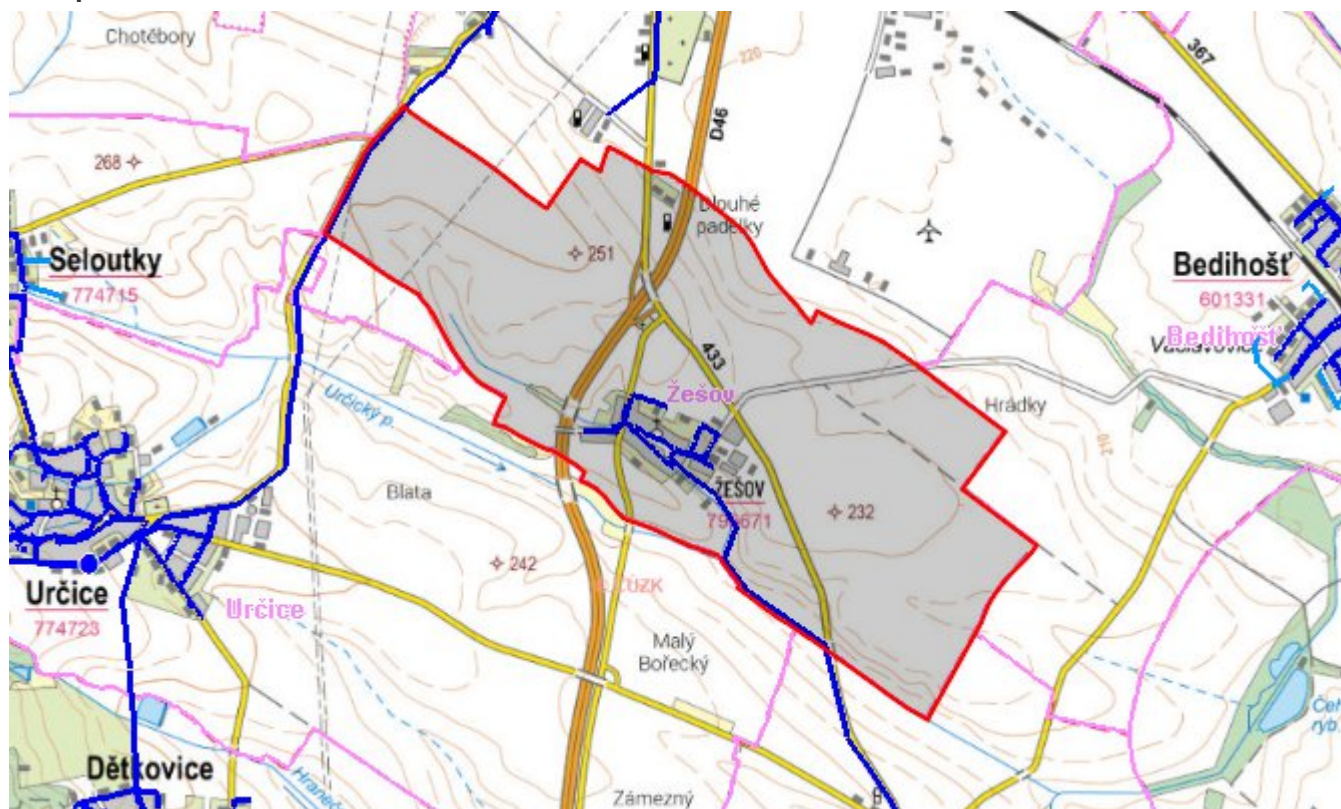 Chotěbory
220
367
D46
268
Dlouhé
padělky
251
Seloutky
774715
Bedihošť
601331
Bedihošť
433
Žešov
Určický p.
Hrádky
210
Blata
ŽEŠOV
232
242
ČÚZK
Určice
774723
Určice
Malý
Bořecký
Dětkovice
Zámezný